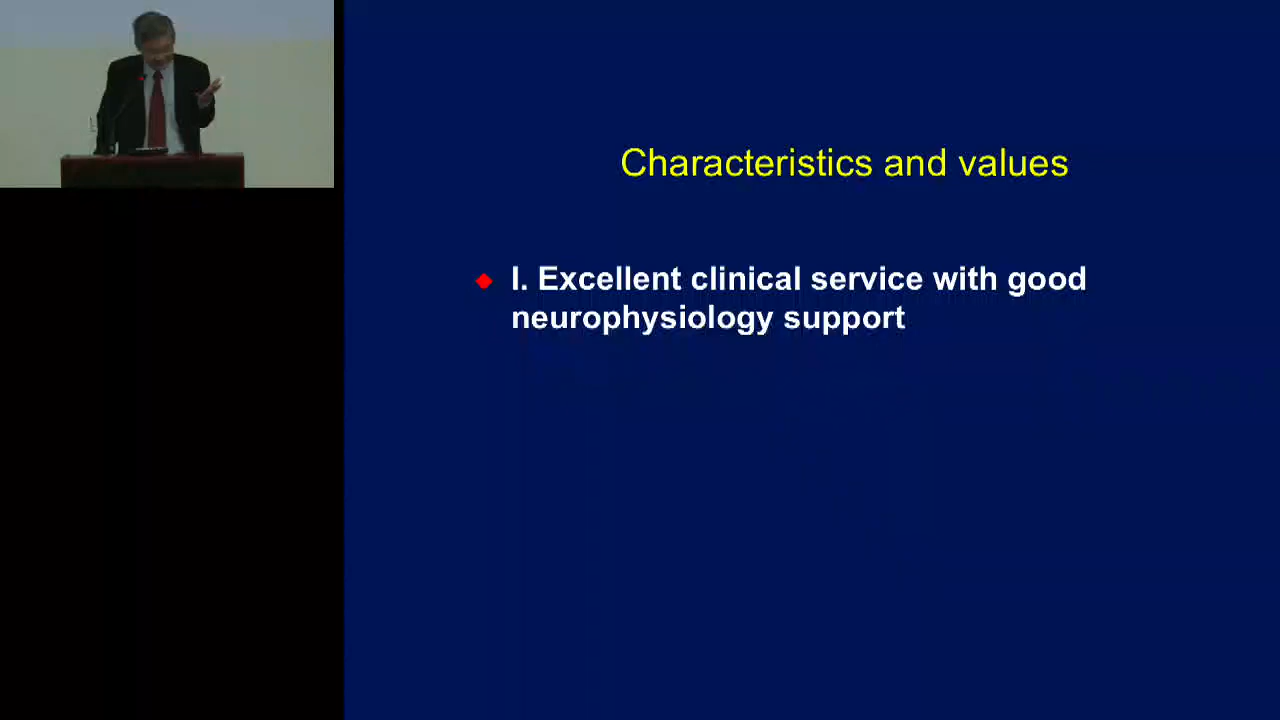 Characteristics and values
I. Excellent clinical service with good
neurophysiology support